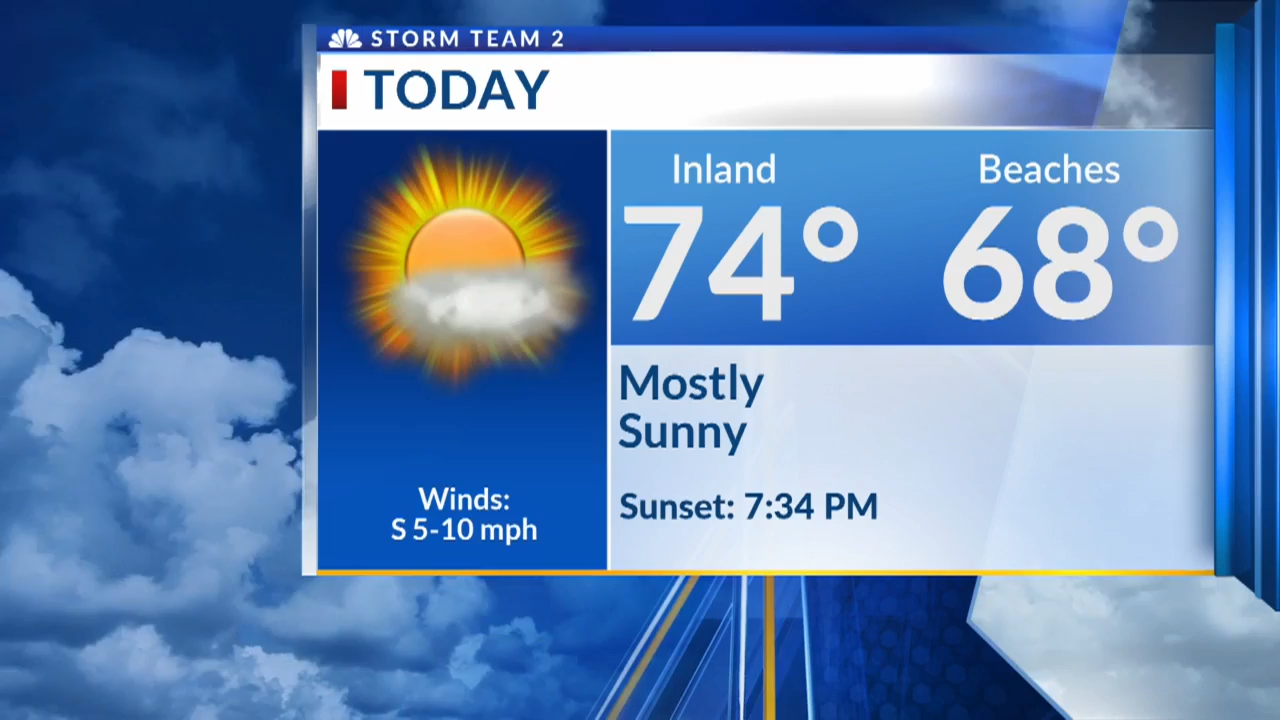 STORM TEAM 2
TODAY
Inland
Beaches
74°
68°
Mostly
Sunny
Sunset: 7:34 PM
Winds:
S 5-10 mph